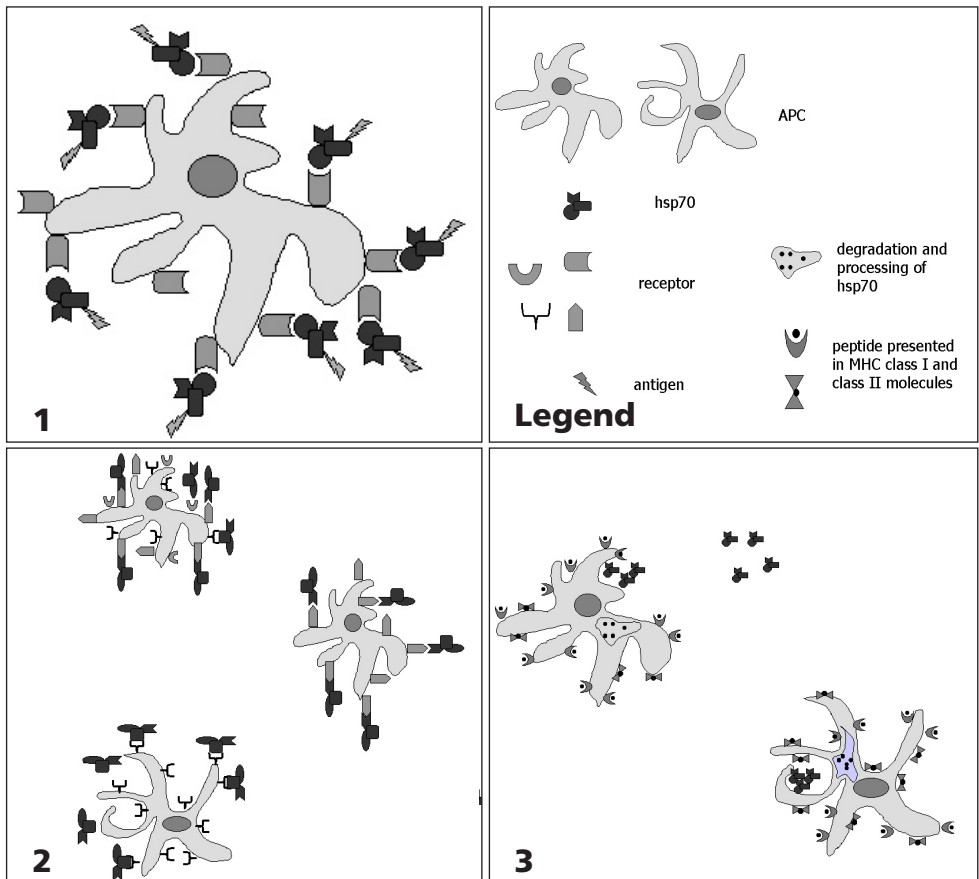 1
APC
hsp70
receptor
antigen
degradation and
processing of
hsp70
peptide presented
in MHC class I and
class II molecules
Legend
2
3